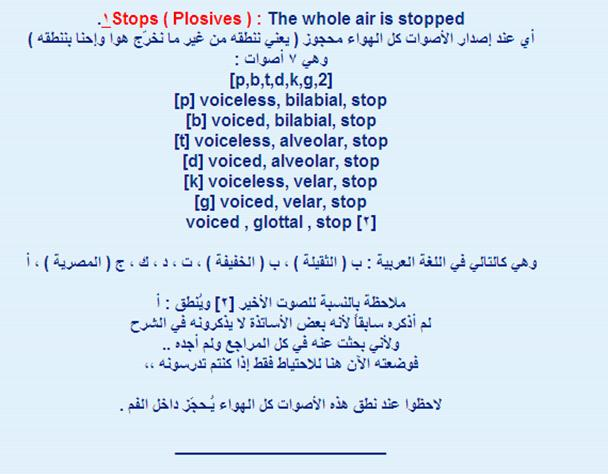 ١. Stops ( Plosives ) : The whole air is stopped
أي عند إصدار الأصوات كل الهواء محجوز ( يعني ننطقه من غير ما نخرّج هوا وإحنا بننطقه )
وهي ٧ أصوات :
[p,b,t,d,k,g,2]
[p] voiceless, bilabial, stop
[b] voiced, bilabial, stop
[t] voiceless, alveolar, stop
[d] voiced, alveolar, stop
[k] voiceless, velar, stop
[g] voiced, velar, stop
voiced , glottal , stop [٢]
وهي كالتالي في اللغة العربية : ب ( الثقيلة ) ، ب ( الخفيفة ) ، ت ، د ، ك ، ج ( المصرية ) ، أ
ملاحظة بالنسبة للصوت الأخير [٢] ويُنطق : أ
لم أذكره سابقاً لأنه بعض الأساتذة لا يذكرونه في الشرح
ولأني بحثت عنه في كل المراجع ولم أجده ..
فوضعته الآن هنا للاحتياط فقط إذا كنتم تدرسونه ،،
لاحظوا عند نطق هذه الأصوات كل الهواء يُـحجَز داخل الفم .